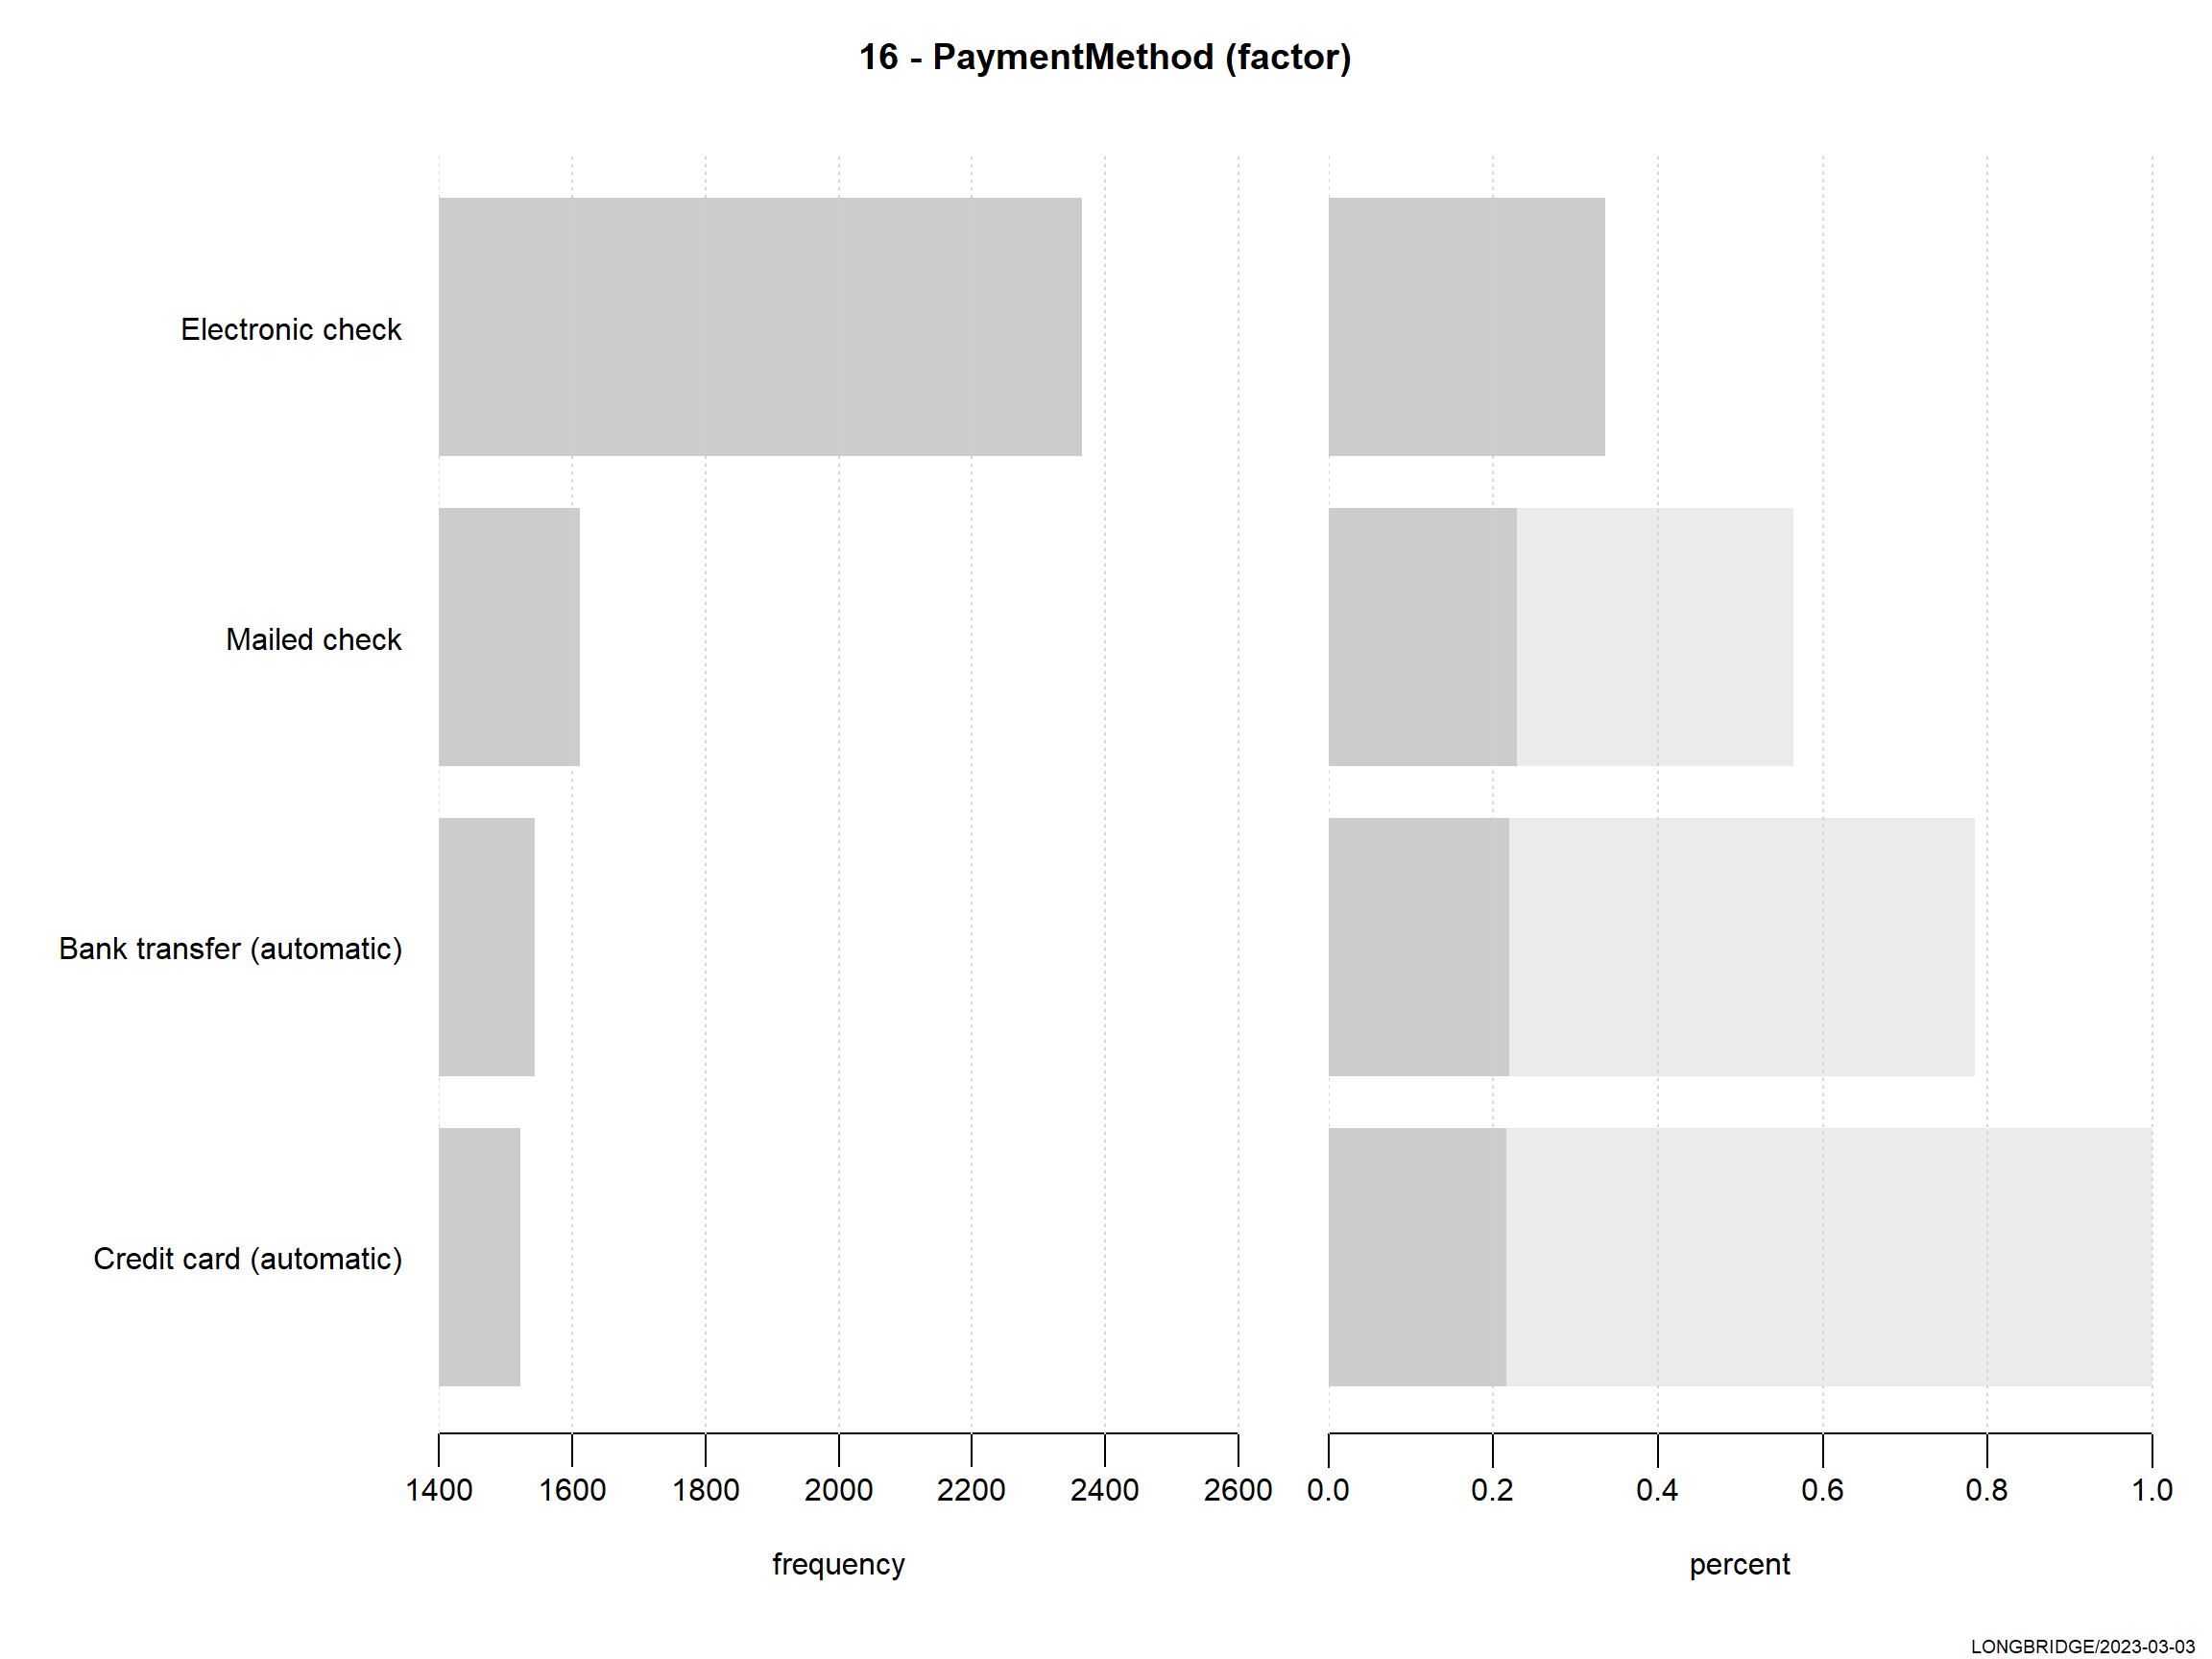 16 - PaymentMethod (factor)
Electronic check
Mailed check
Bank transfer (automatic)
Credit card (automatic)
1400 1600 1800 2000 2200 2400 2600 0.0 0.2 0.4 0.6 0.8 1.0
frequency percent
LONGBRIDGE/2023-03-03